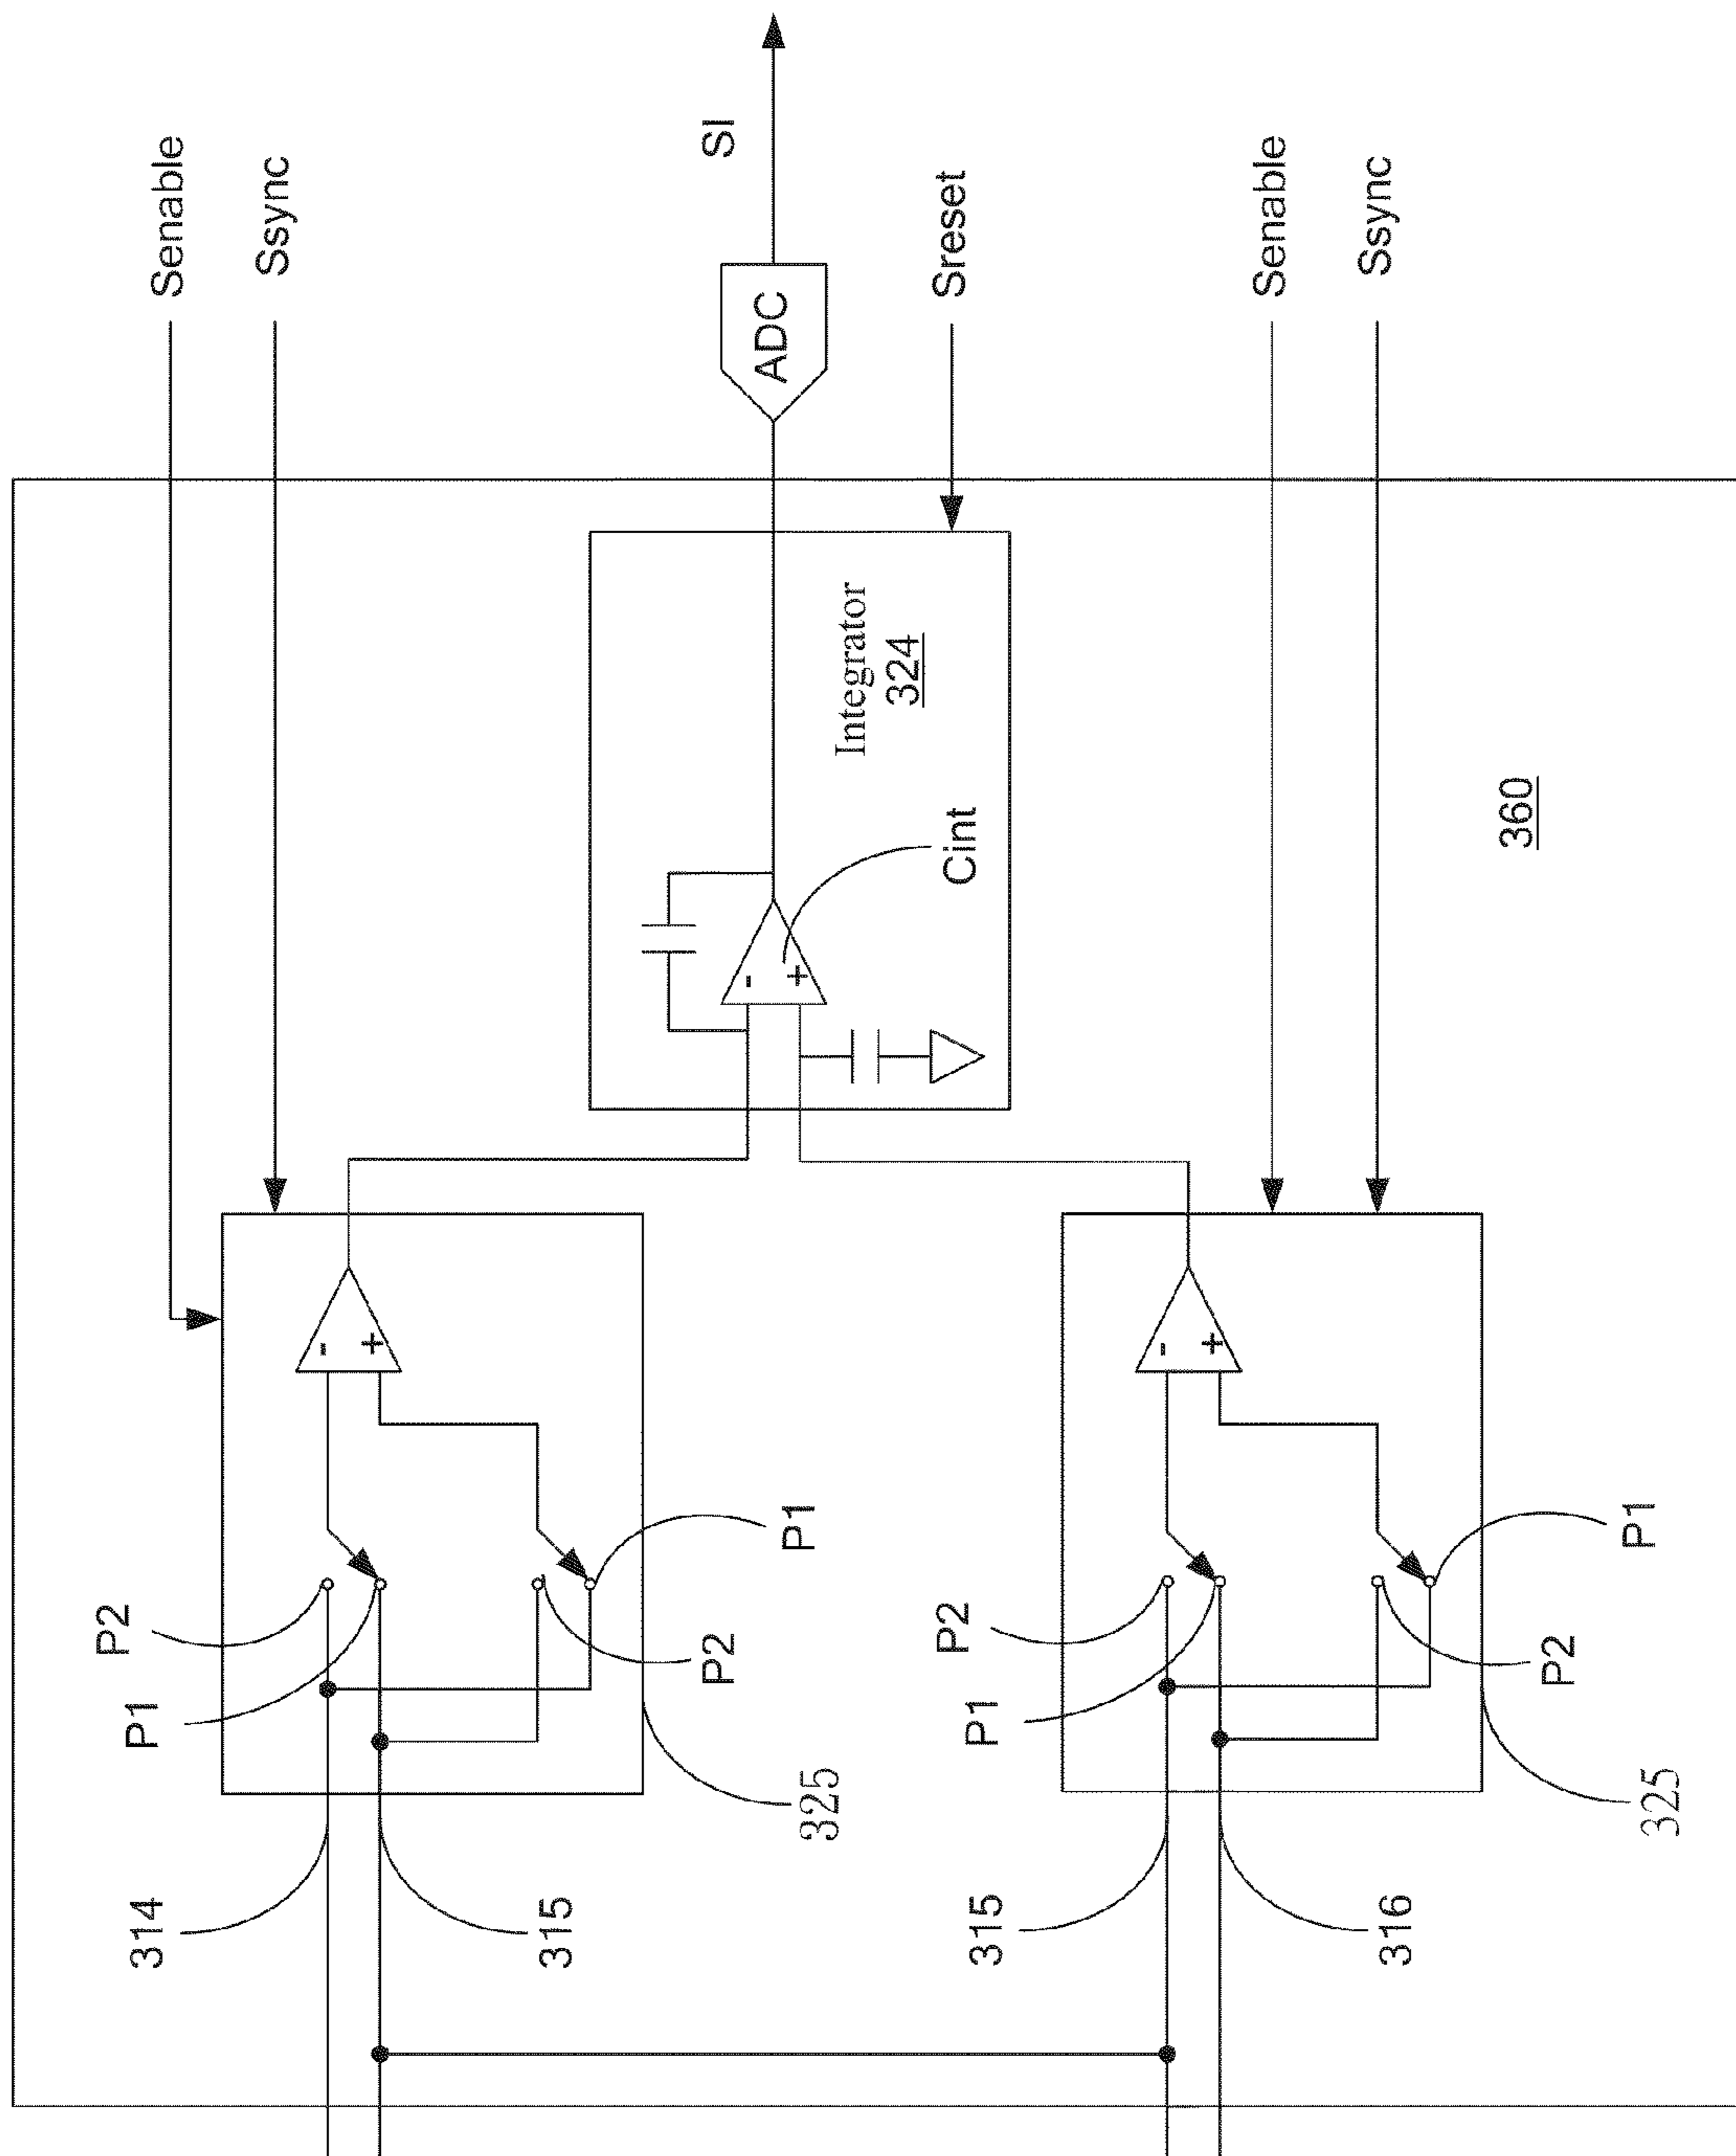 Senable
Ssync
SI
ADC
Sreset
Senable
Ssync
Integrator
324
Cint
360
-
+
-
+
-
+
P2
P1
P1
P2
P2
P1
P1
P2
325
325
314
315
315
316